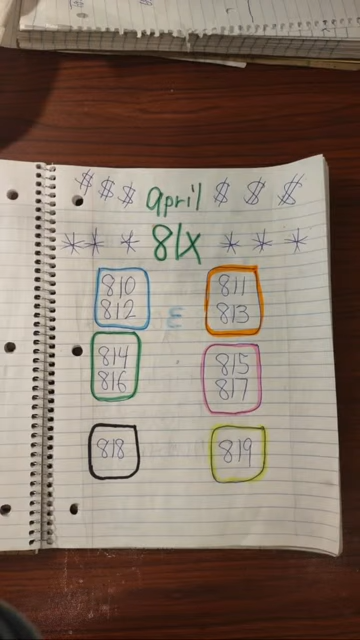 $ $ $ april $ $ $
* * * 81x * * *
810 811
812 ε 813
814 815
816 817
818 819